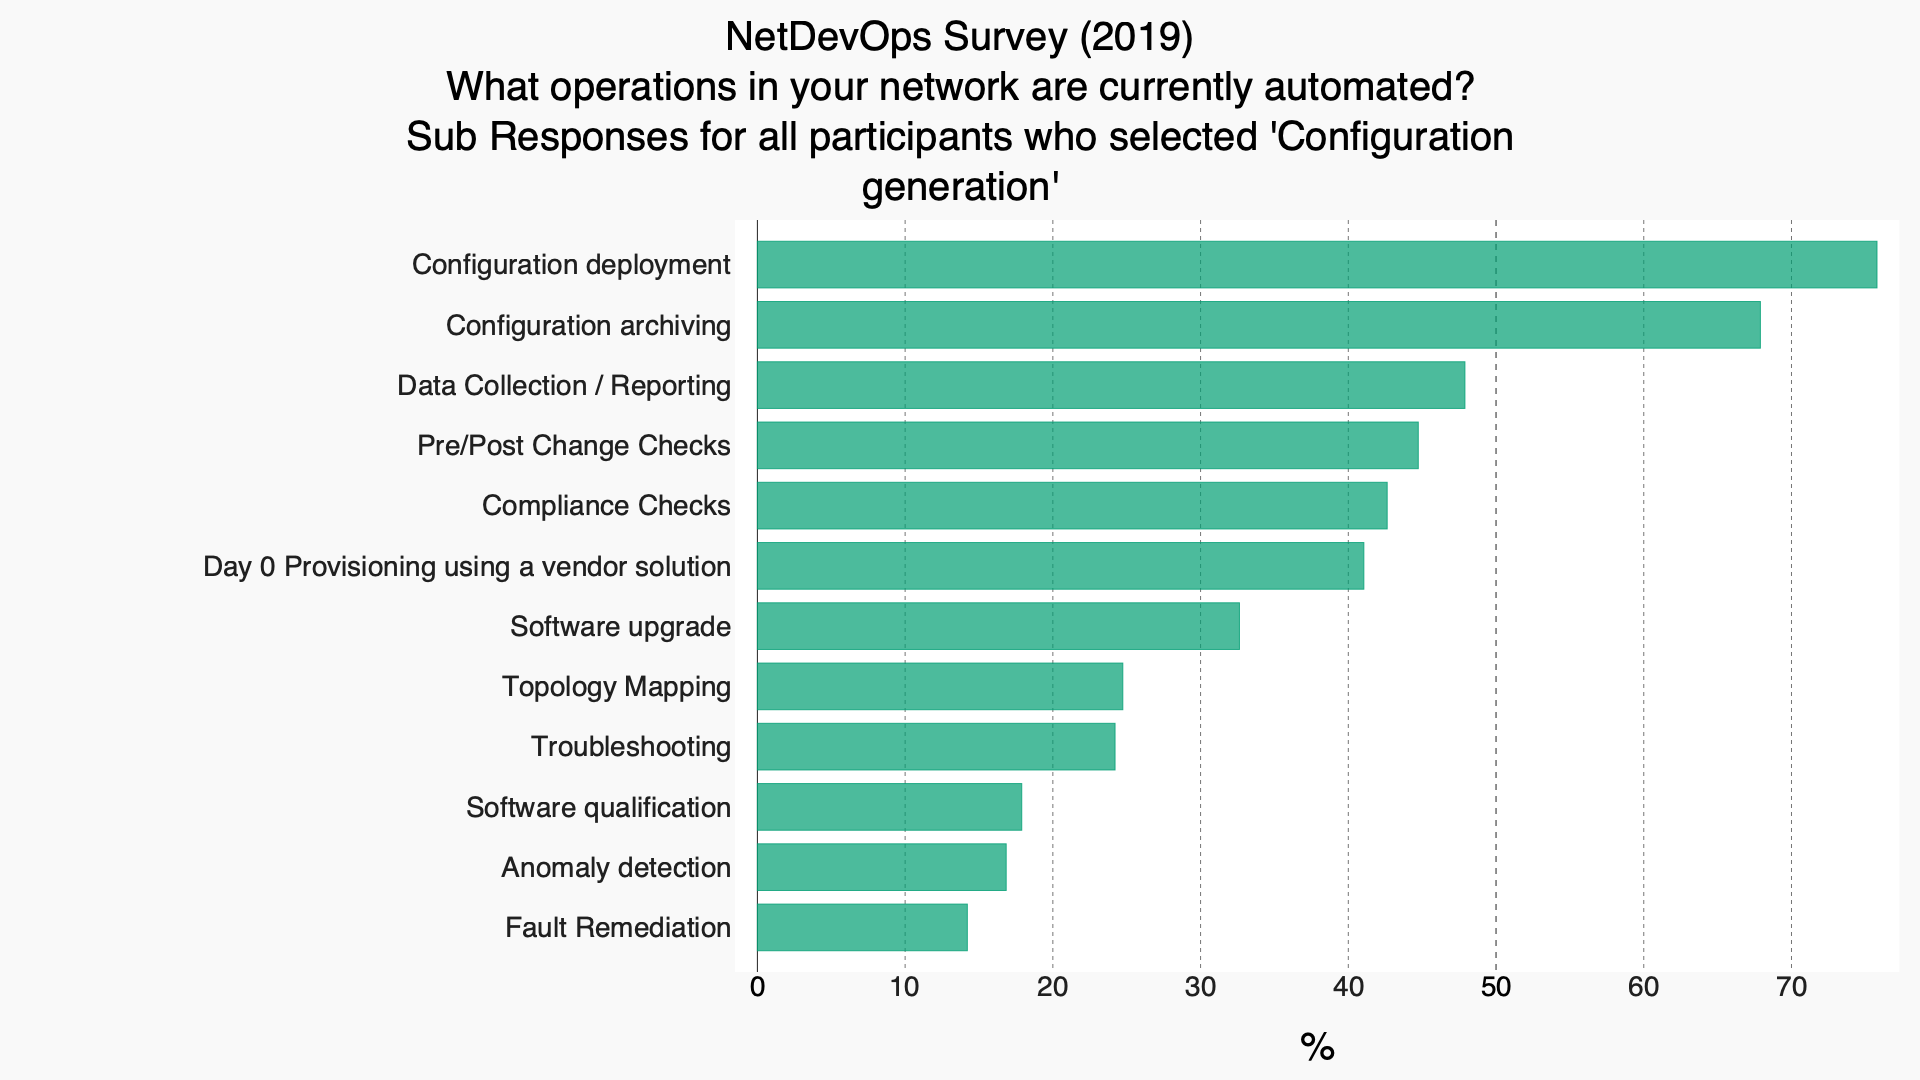 NetDevOps Survey (2019)
What operations in your network are currently automated?
Sub Responses for all participants who selected 'Configuration
generation'
Configuration deployment
Configuration archiving
Data Collection / Reporting
Pre/Post Change Checks
Compliance Checks
Day 0 Provisioning using a vendor solution
Software upgrade
Topology Mapping
Troubleshooting
Software qualification
Anomaly detection
Fault Remediation
0 10 20 30 40 50 60 70
%